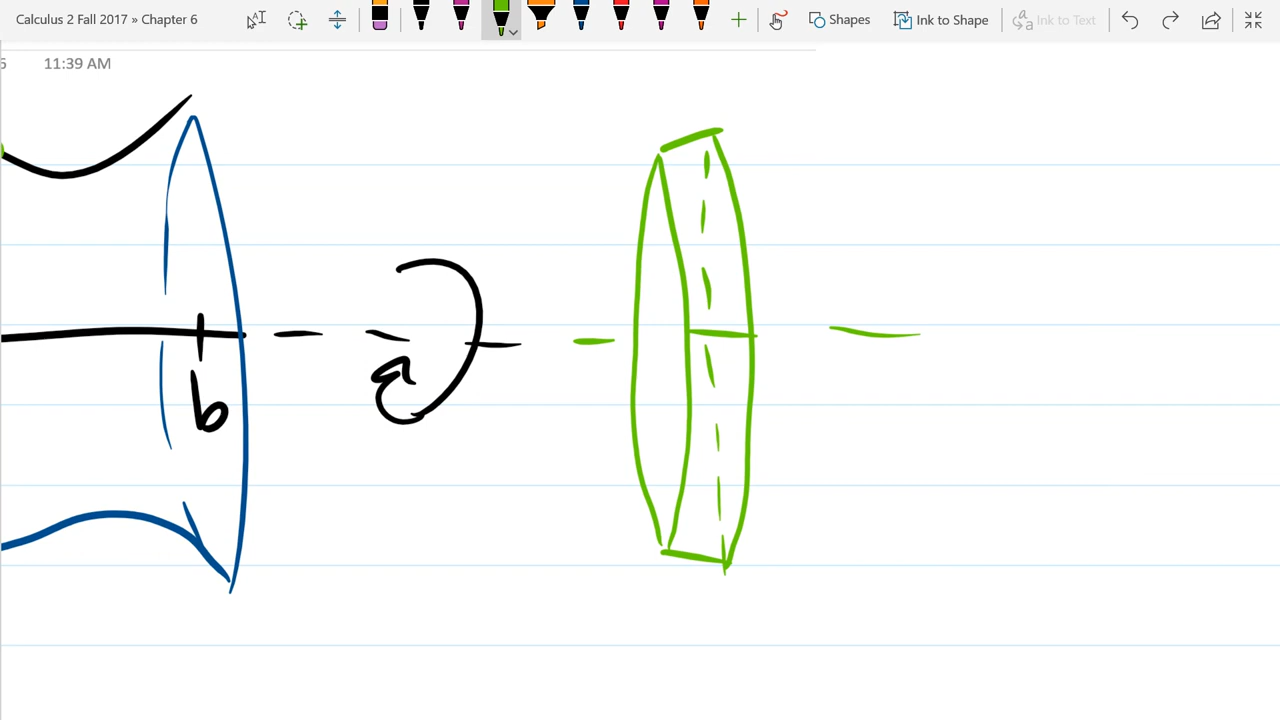 Calculus 2 Fall 2017 » Chapter 6
Shapes
Ink to Shape
Ink to Text
11:39 AM
b